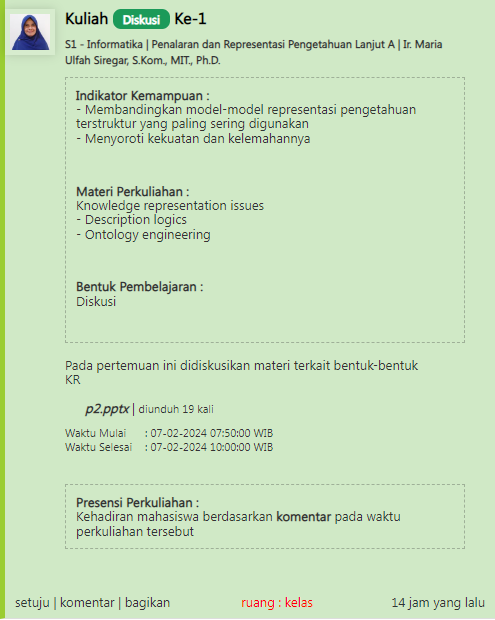 Kuliah Diskusi Ke-1
S1 - Informatika | Penalaran dan Representasi Pengetahuan Lanjut A | Ir. Maria
Ulfah Siregar, S.Kom., MIT., Ph.D.
Indikator Kemampuan :
- Membandingkan model-model representasi pengetahuan
terstruktur yang paling sering digunakan
- Menyoroti kekuatan dan kelemahannya
Materi Perkuliahan :
Knowledge representation issues
- Description logics
- Ontology engineering
Bentuk Pembelajaran :
Diskusi
Pada pertemuan ini didiskusikan materi terkait bentuk-bentuk
KR
p2.pptx | diunduh 19 kali
Waktu Mulai : 07-02-2024 07:50:00 WIB
Waktu Selesai : 07-02-2024 10:00:00 WIB
Presensi Perkuliahan :
Kehadiran mahasiswa berdasarkan komentar pada waktu
perkuliahan tersebut
setuju | komentar | bagikan ruang : kelas 14 jam yang lalu